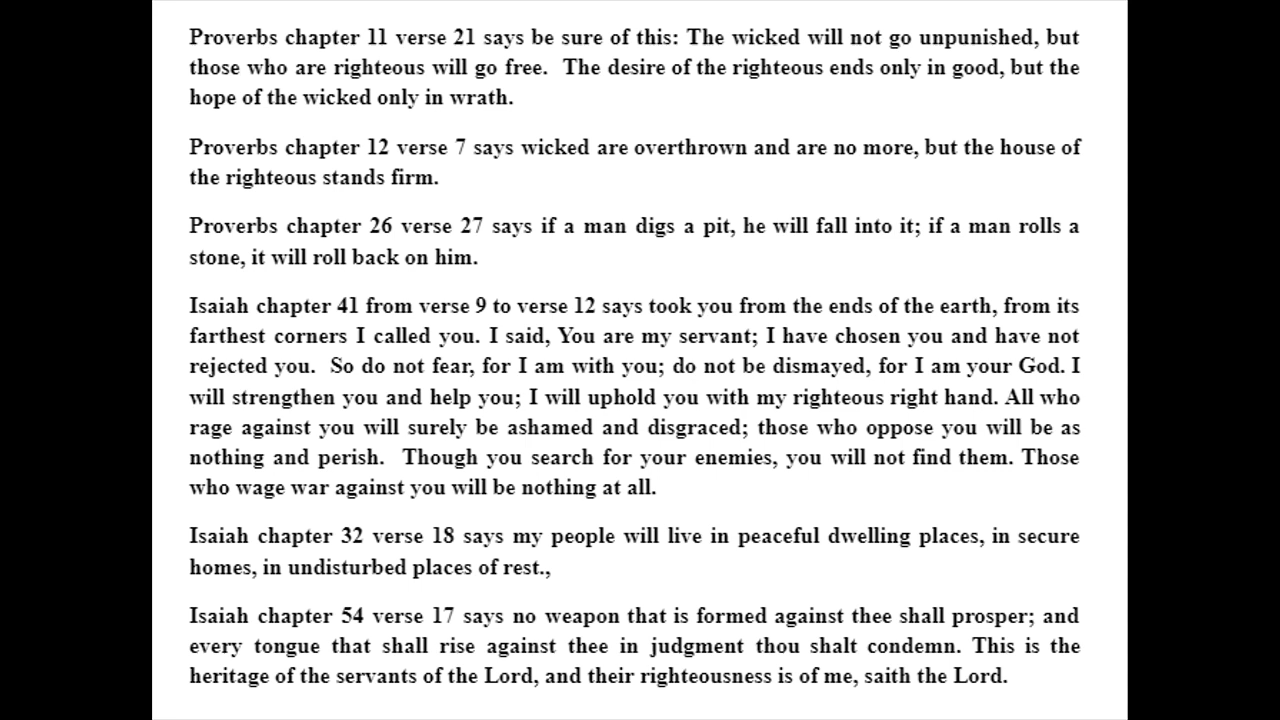 Proverbs chapter 11 verse 21 says be sure of this: The wicked will not go unpunished, but
those who are righteous will go free.  The desire of the righteous ends only in good, but the
hope of the wicked only in wrath.
Proverbs chapter 12 verse 7 says wicked are overthrown and are no more, but the house of
the righteous stands firm.
Proverbs chapter 26 verse 27 says if a man digs a pit, he will fall into it; if a man rolls a
stone, it will roll back on him.
Isaiah chapter 41 from verse 9 to verse 12 says took you from the ends of the earth, from its
farthest corners I called you. I said, You are my servant; I have chosen you and have not
rejected you.  So do not fear, for I am with you; do not be dismayed, for I am your God. I
will strengthen you and help you; I will uphold you with my righteous right hand. All who
rage against you will surely be ashamed and disgraced; those who oppose you will be as
nothing and perish.  Though you search for your enemies, you will not find them. Those
who wage war against you will be nothing at all.
Isaiah chapter 32 verse 18 says my people will live in peaceful dwelling places, in secure
homes, in undisturbed places of rest.,
Isaiah chapter 54 verse 17 says no weapon that is formed against thee shall prosper; and
every tongue that shall rise against thee in judgment thou shalt condemn. This is the
heritage of the servants of the Lord, and their righteousness is of me, saith the Lord.